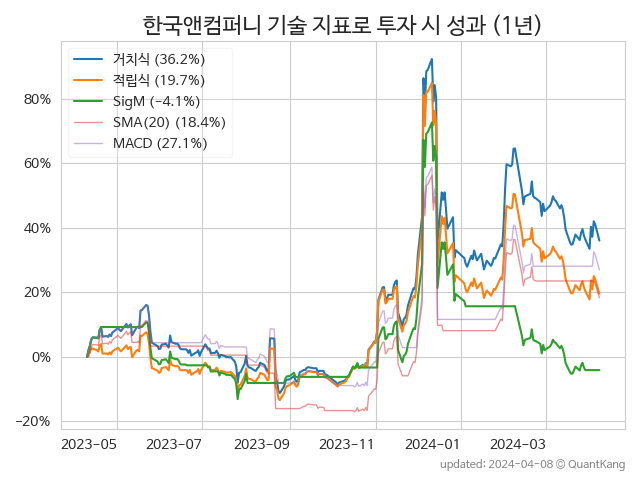 한국앤컴퍼니 기술 지표로 투자 시 성과 (1년)
거치식 (36.2%)
적립식 (19.7%)
SigM (−4.1%)
SMA(20) (18.4%)
MACD (27.1%)
80%
60%
40%
20%
0%
−20%
2023-05 2023-07 2023-09 2023-11 2024-01 2024-03
updated: 2024-04-08 @ QuantKang